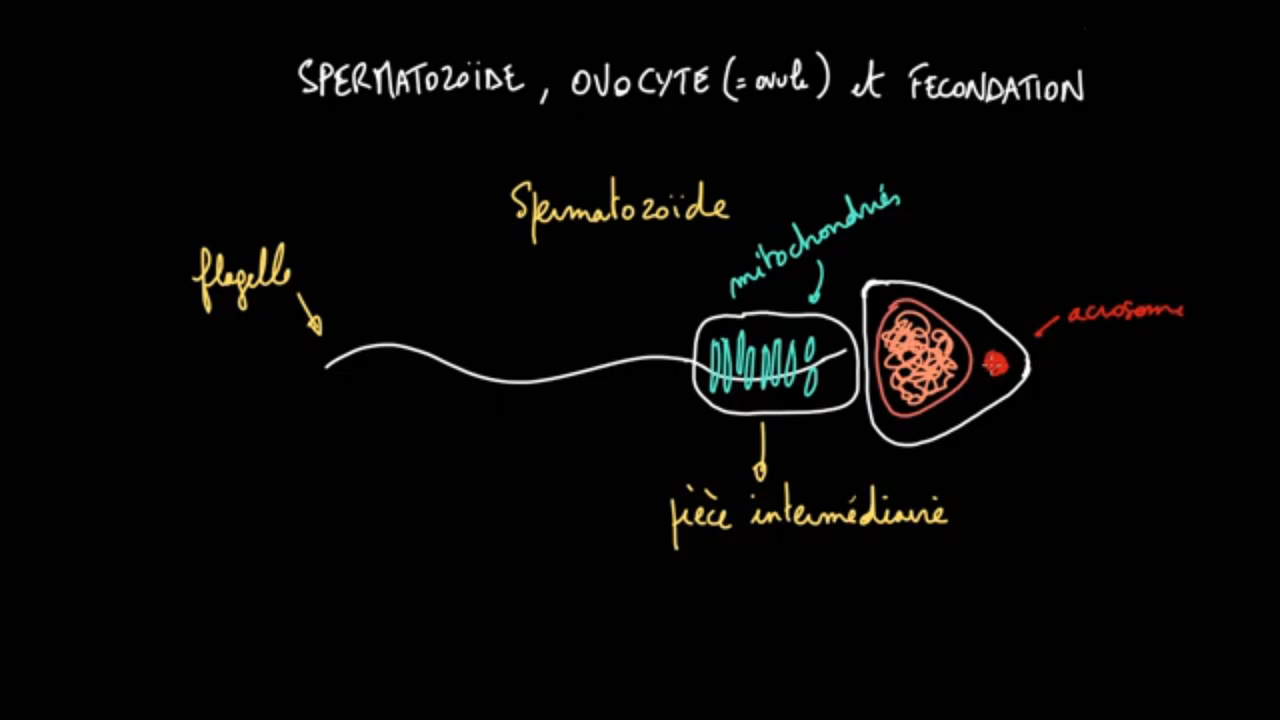 SPERMATOZOÏDE, OVOCYTE (= ovule) et FECONDATION
Spermatozoïde
mitochondries
flagelle
acrosome
pièce intermédiaire